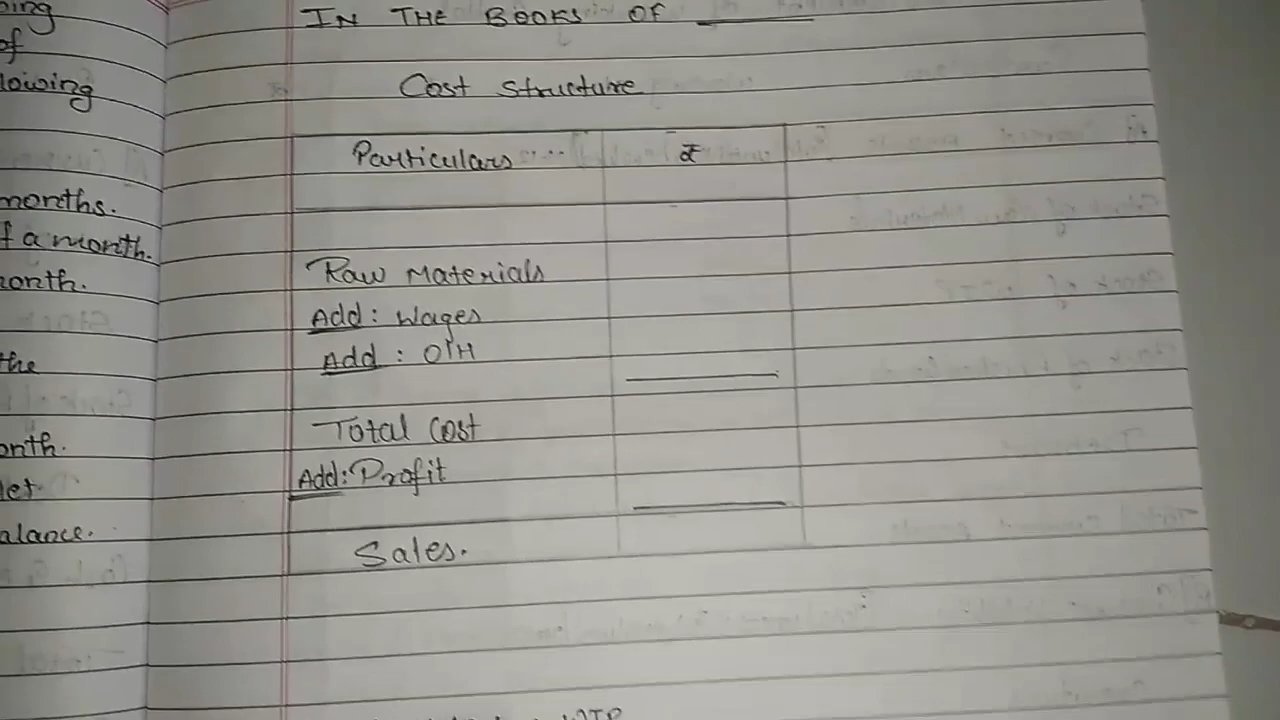 IN THE BOOKS OF
Cost Structure
Particulars
₹
Raw Materials
Add: Wages
Add: O'H
Total Cost
Add: Profit
Sales.
lowing
of
months.
f a month.
onth.
the
onth.
let
alance.